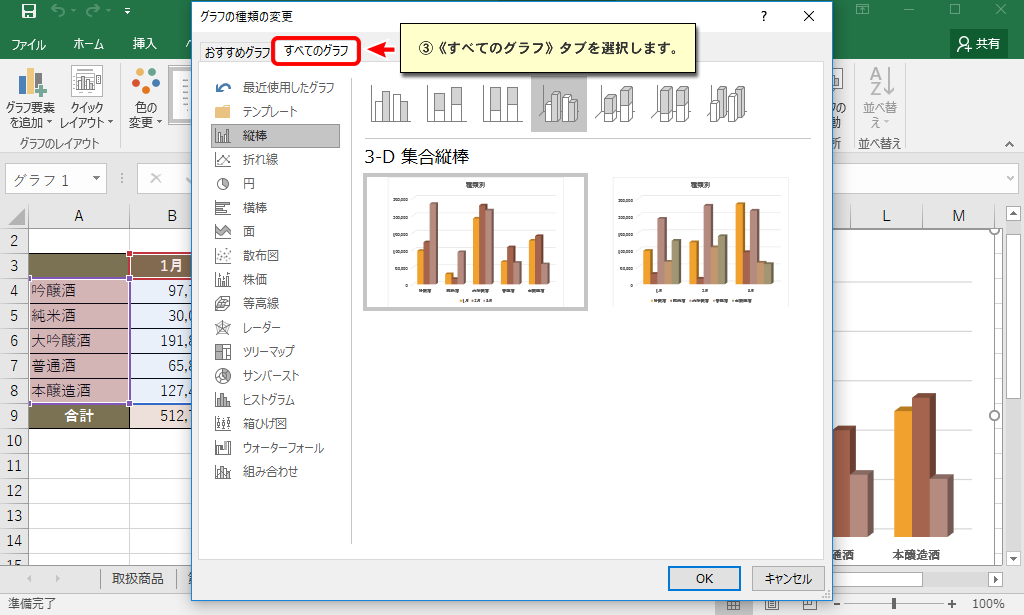 グラフの種類の変更
?
ファイル
ホーム
挿入
共有
おすすめグラフ
すべてのグラフ
③《すべてのグラフ》タブを選択します。
グラフ要素
を追加
クイック
レイアウト
色の
変更
グラフのレイアウト
並べ替
え
並べ替え
グラフ 1
最近使用したグラフ
テンプレート
縦棒
折れ線
円
横棒
面
散布図
株価
等高線
レーダー
ツリーマップ
サンバースト
ヒストグラム
箱ひげ図
ウォーターフォール
組み合わせ
3-D 集合縦棒
種類別
種類別
A
B
L
M
2
3
1月
4
吟醸酒
97,7
5
純米酒
30,0
6
大吟醸酒
191,8
7
普通酒
65,8
8
本醸造酒
127,4
9
合計
512,7
10
11
12
13
14
15
通酒
本醸造酒
取扱商品
OK
キャンセル
準備完了
100%